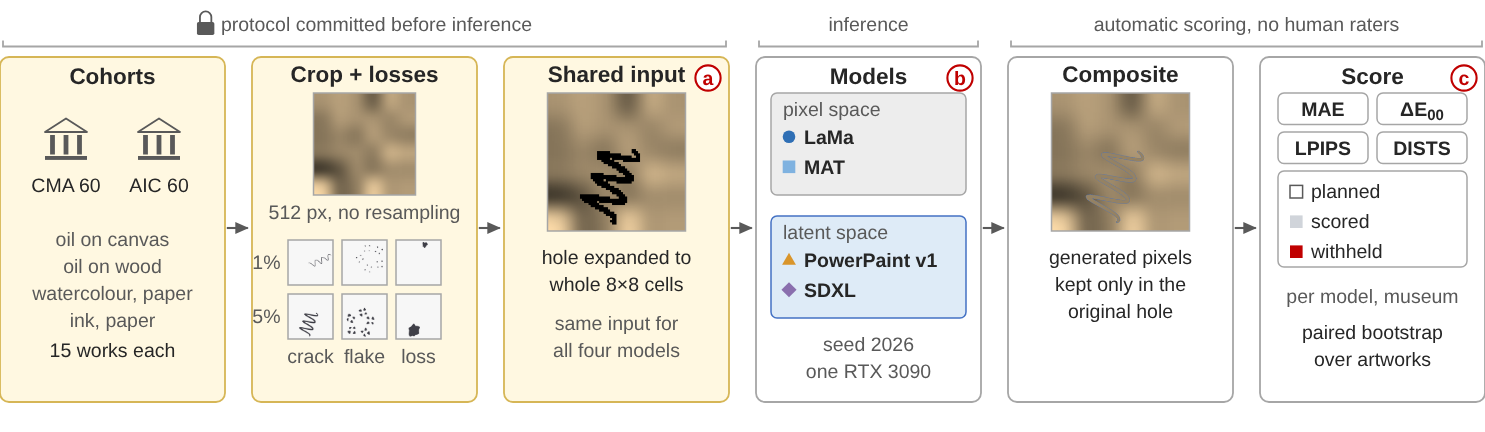 protocol committed before inference
inference
automatic scoring, no human raters
Cohorts
CMA 60
AIC 60
oil on canvas
oil on wood
watercolour, paper
ink, paper
15 works each
Crop + losses
512 px, no resampling
1%
5%
crack
flake
loss
Shared input
a
hole expanded to
whole 8×8 cells
same input for
all four models
Models
b
pixel space
LaMa
MAT
latent space
PowerPaint v1
SDXL
seed 2026
one RTX 3090
Composite
generated pixels
kept only in the
original hole
Score
c
MAE
ΔE₀₀
LPIPS
DISTS
planned
scored
withheld
per model, museum
paired bootstrap
over artworks